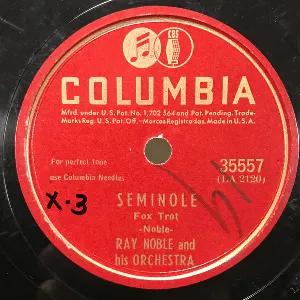 CBS
COLUMBIA
Mfrd. under U.S. Pat. No. 1,702,564 and Pat. Pending. Trade-
Marks Reg. U.S. Pat. Off. - Marcas Registradas. Made in U.S.A.
For perfect tone
use Columbia Needles
35557
(LA 2120)
X-3
SEMINOLE
Fox Trot
-Noble-
RAY NOBLE and
his ORCHESTRA